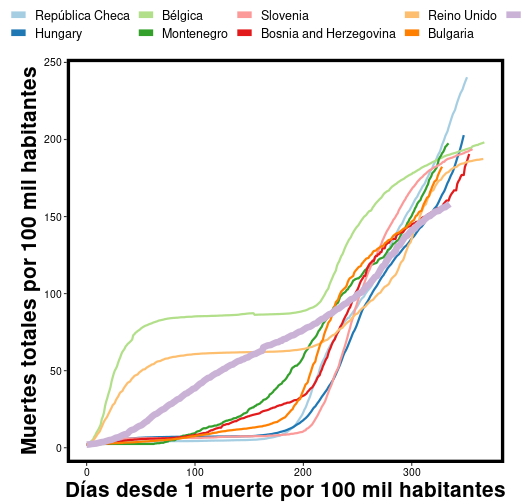 República Checa Bélgica Slovenia Reino Unido
Hungary Montenegro Bosnia and Herzegovina Bulgaria
Muertes totales por 100 mil habitantes
250
200
150
100
50
0
0 100 200 300
Días desde 1 muerte por 100 mil habitantes